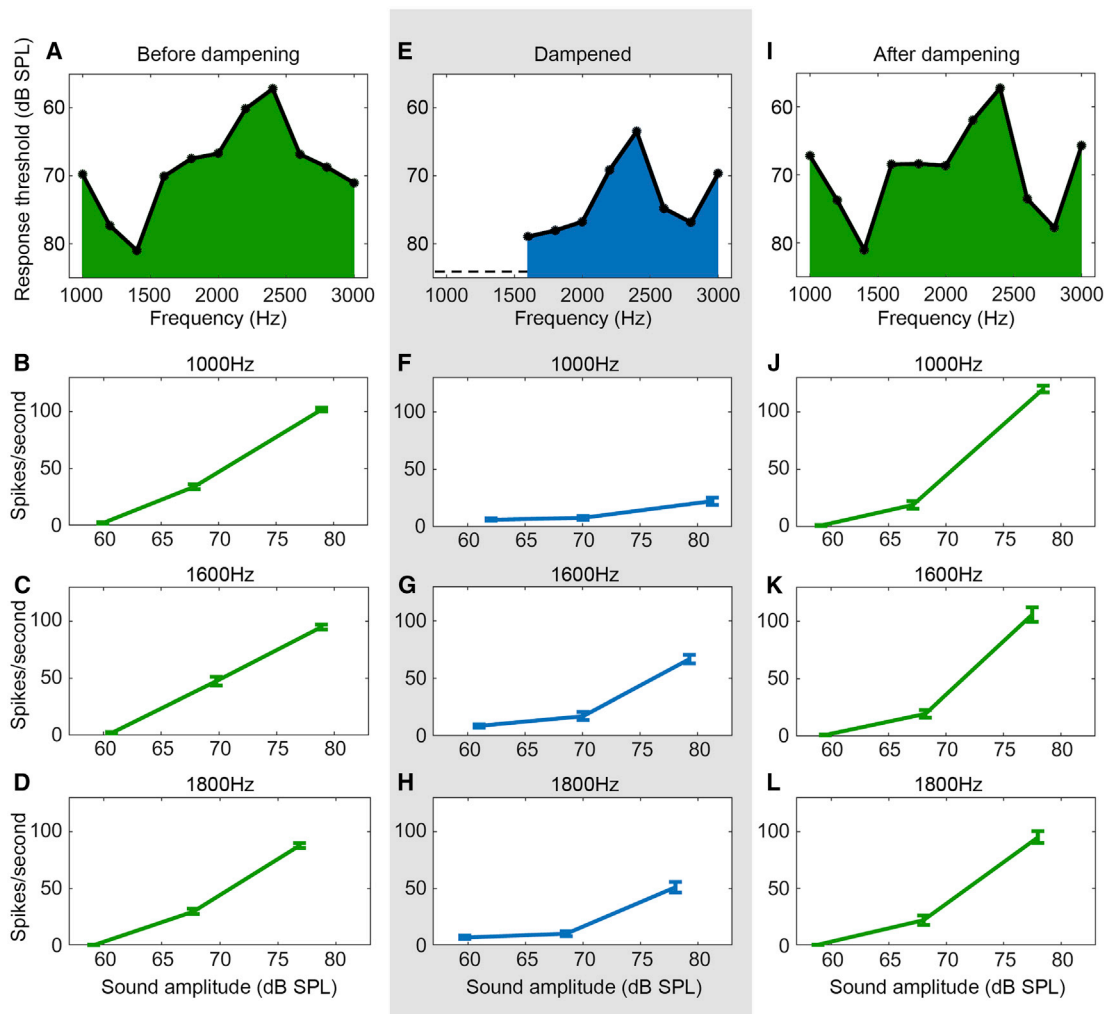 A Before dampening
E Dampened
I After dampening
Response threshold (dB SPL)
60
70
80
1000 1500 2000 2500 3000
Frequency (Hz)
60
70
80
1000 1500 2000 2500 3000
Frequency (Hz)
60
70
80
1000 1500 2000 2500 3000
Frequency (Hz)
B 1000Hz
Spikes/second
100
50
0
60 65 70 75 80
F 1000Hz
100
50
0
60 65 70 75 80
J 1000Hz
100
50
0
60 65 70 75 80
C 1600Hz
Spikes/second
100
50
0
60 65 70 75 80
G 1600Hz
100
50
0
60 65 70 75 80
K 1600Hz
100
50
0
60 65 70 75 80
D 1800Hz
Spikes/second
100
50
0
60 65 70 75 80
Sound amplitude (dB SPL)
H 1800Hz
100
50
0
60 65 70 75 80
Sound amplitude (dB SPL)
L 1800Hz
100
50
0
60 65 70 75 80
Sound amplitude (dB SPL)